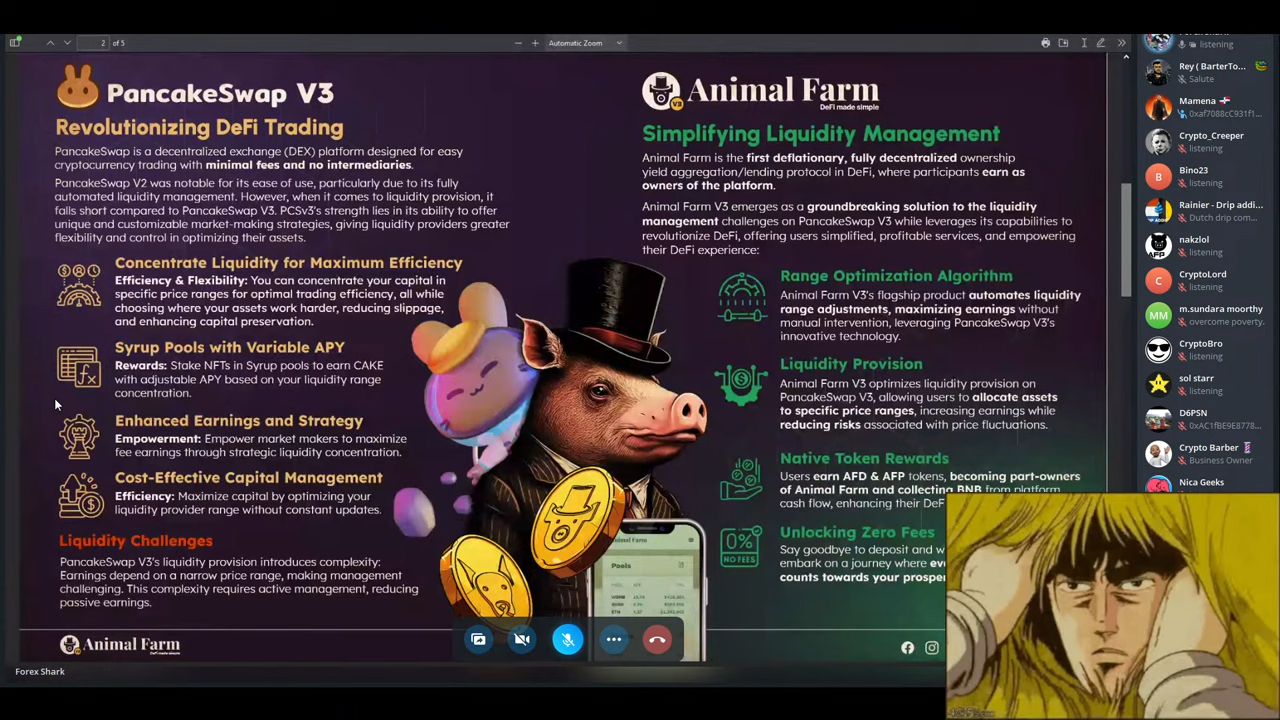 2 of 5
Automatic Zoom
PancakeSwap V3
Revolutionizing DeFi Trading
PancakeSwap is a decentralized exchange (DEX) platform designed for easy
cryptocurrency trading with minimal fees and no intermediaries.
PancakeSwap V2 was notable for its ease of use, particularly due to its fully
automated liquidity management. However, when it comes to liquidity provision, it
falls short compared to PancakeSwap V3. PCSv3's strength lies in its ability to offer
unique and customizable market-making strategies, giving liquidity providers greater
flexibility and control in optimizing their assets.
Concentrate Liquidity for Maximum Efficiency
Efficiency & Flexibility: You can concentrate your capital in
specific price ranges for optimal trading efficiency, all while
choosing where your assets work harder, reducing slippage,
and enhancing capital preservation.
Syrup Pools with Variable APY
Rewards: Stake NFTs in Syrup pools to earn CAKE
with adjustable APY based on your liquidity range
concentration.
Enhanced Earnings and Strategy
Empowerment: Empower market makers to maximize
fee earnings through strategic liquidity concentration.
Cost-Effective Capital Management
Efficiency: Maximize capital by optimizing your
liquidity provider range without constant updates.
Liquidity Challenges
PancakeSwap V3's liquidity provision introduces complexity:
Earnings depend on a narrow price range, making management
challenging. This complexity requires active management, reducing
passive earnings.
Animal Farm
DeFi made simple
Forex Shark
V3
Animal Farm
DeFi made simple
Simplifying Liquidity Management
Animal Farm is the first deflationary, fully decentralized ownership
yield aggregation/lending protocol in DeFi, where participants earn as
owners of the platform.
Animal Farm V3 emerges as a groundbreaking solution to the liquidity
management challenges on PancakeSwap V3 while leverages its capabilities to
revolutionize DeFi, offering users simplified, profitable services, and empowering
their DeFi experience:
Range Optimization Algorithm
Animal Farm V3's flagship product automates liquidity
range adjustments, maximizing earnings without
manual intervention, leveraging PancakeSwap V3's
innovative technology.
Liquidity Provision
Animal Farm V3 optimizes liquidity provision on
PancakeSwap V3, allowing users to allocate assets
to specific price ranges, increasing earnings while
reducing risks associated with price fluctuations.
Native Token Rewards
Users earn AFD & AFP tokens, becoming part-owners
of Animal Farm and collecting BNB from platform
cash flow, enhancing their DeF
0%
NO FEES
Unlocking Zero Fees
Say goodbye to deposit and w
embark on a journey where ev
counts towards your prosper
Animal Farm
Pools
listening
Rey ( BarterTo...
Salute
Mamena
0xaf7088cC931f1...
Crypto_Creeper
listening
B
Bino23
listening
Rainier - Drip addi...
Dutch drip com...
AFP
nakzlol
listening
C
CryptoLord
listening
MM
m.sundara moorthy
overcome poverty.
CryptoBro
listening
sol starr
listening
D6PSN
0xAC1fBE9E8778...
Crypto Barber
Business Owner
Nica Geeks